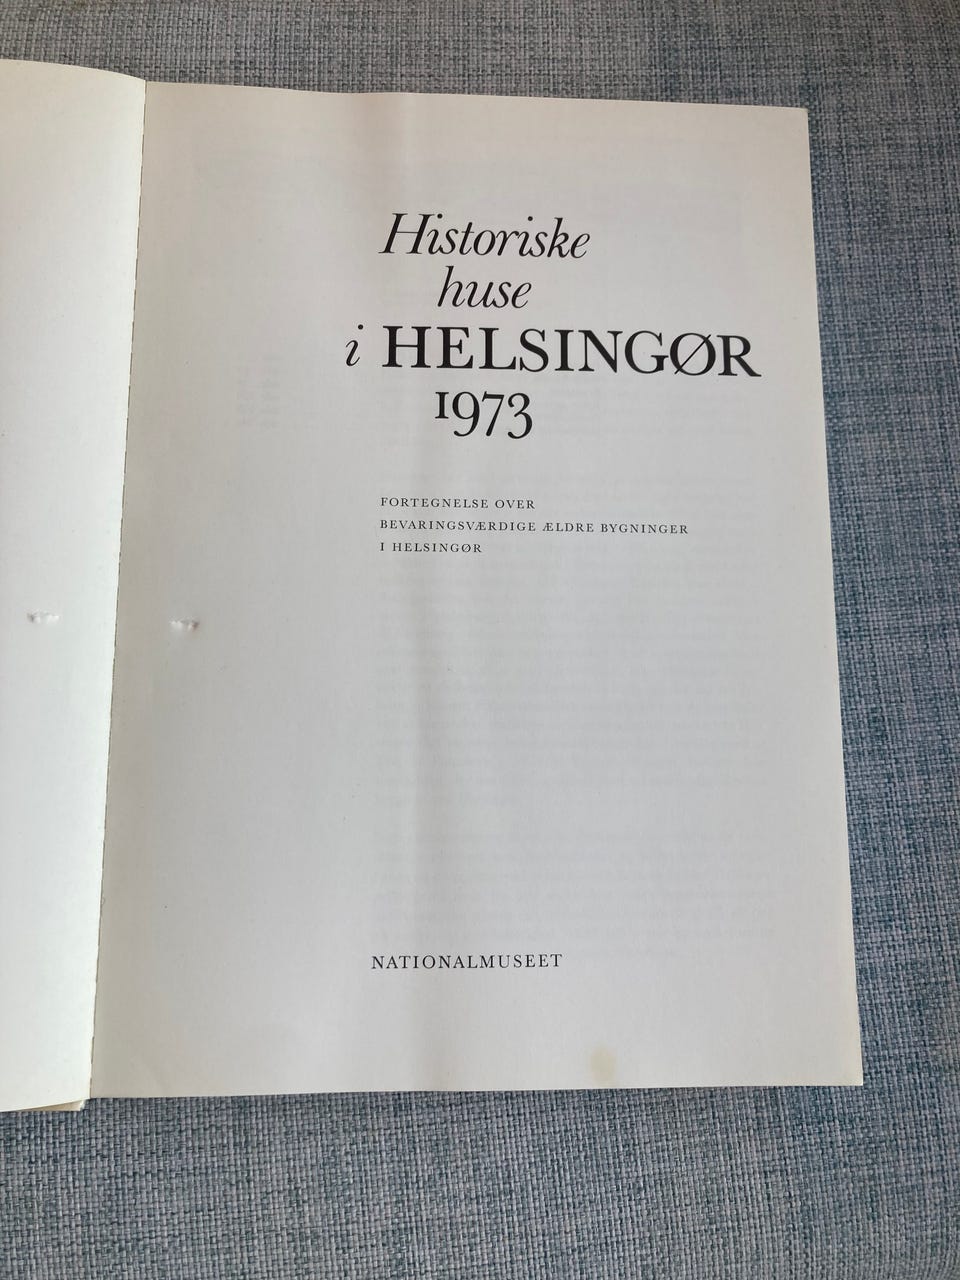 Historiske
huse
i HELSINGØR
1973
FORTEGNELSE OVER
BEVARINGSVÆRDIGE ÆLDRE BYGNINGER
I HELSINGØR
NATIONALMUSEET